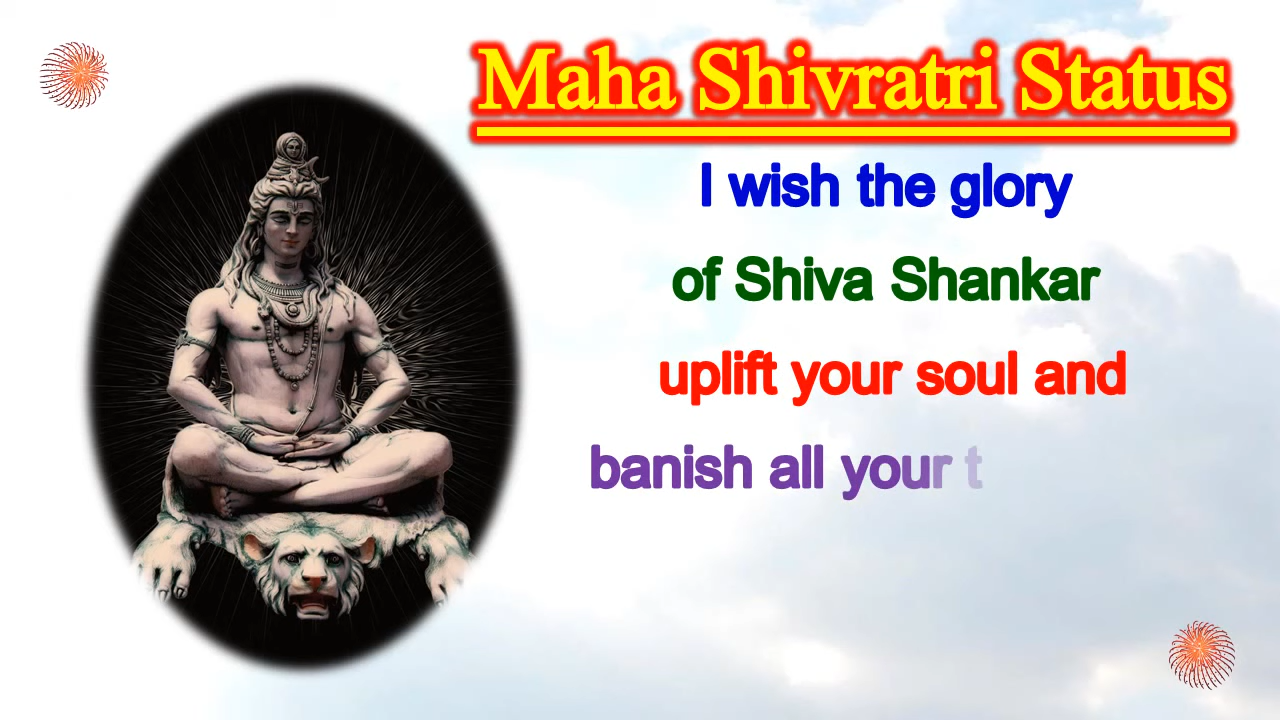 Maha Shivratri Status
I wish the glory
of Shiva Shankar
uplift your soul and
banish all your t